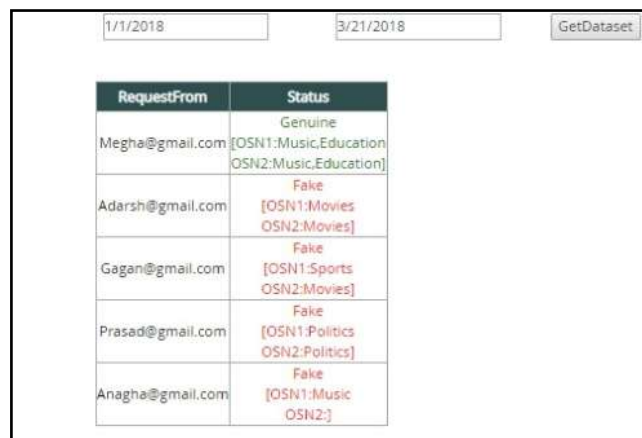 1/1/2018 3/21/2018 GetDataset
RequestFrom Status
Genuine
Megha@gmail.com [OSN1:Music,Education
OSN2:Music,Education]
Fake
Adarsh@gmail.com [OSN1:Movies
OSN2:Movies]
Fake
Gagan@gmail.com [OSN1:Sports
OSN2:Movies]
Fake
Prasad@gmail.com [OSN1:Politics
OSN2:Politics]
Fake
Anagha@gmail.com [OSN1:Music
OSN2:]